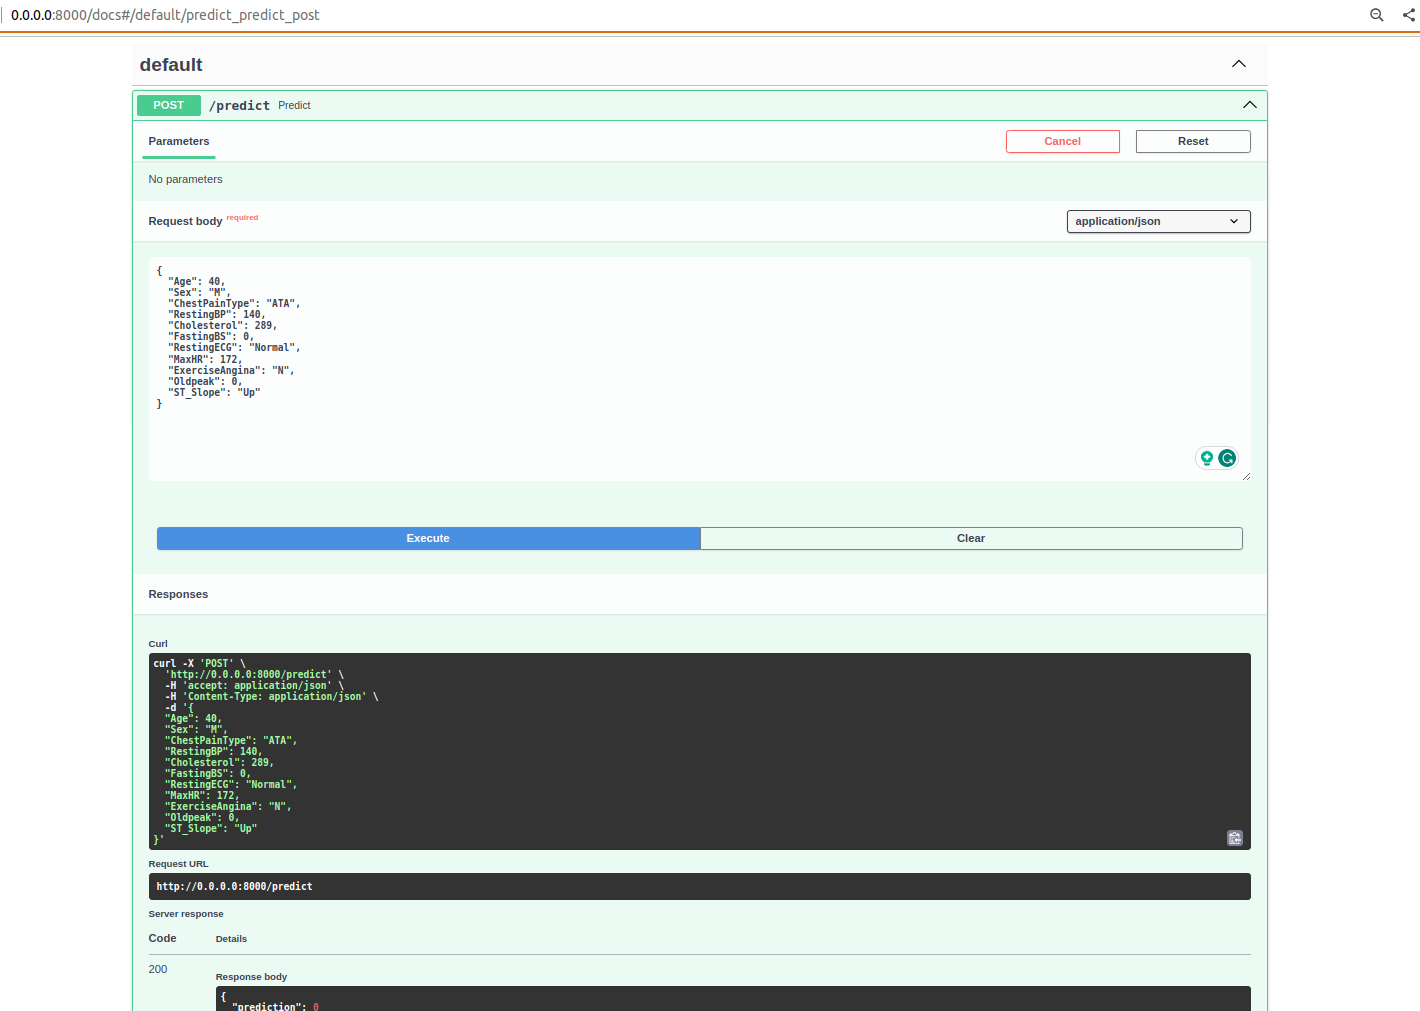 0.0.0.0:8000/docs#/default/predict_predict_post
default
POST /predict Predict
Parameters Cancel Reset
No parameters
Request body required application/json
{
  "Age": 40,
  "Sex": "M",
  "ChestPainType": "ATA",
  "RestingBP": 140,
  "Cholesterol": 289,
  "FastingBS": 0,
  "RestingECG": "Normal",
  "MaxHR": 172,
  "ExerciseAngina": "N",
  "Oldpeak": 0,
  "ST_Slope": "Up"
}
Execute Clear
Responses
Curl
curl -X 'POST' \
  'http://0.0.0.0:8000/predict' \
  -H 'accept: application/json' \
  -H 'Content-Type: application/json' \
  -d '{
  "Age": 40,
  "Sex": "M",
  "ChestPainType": "ATA",
  "RestingBP": 140,
  "Cholesterol": 289,
  "FastingBS": 0,
  "RestingECG": "Normal",
  "MaxHR": 172,
  "ExerciseAngina": "N",
  "Oldpeak": 0,
  "ST_Slope": "Up"
}'
Request URL
http://0.0.0.0:8000/predict
Server response
Code Details
200
Response body
{
  "prediction": 0